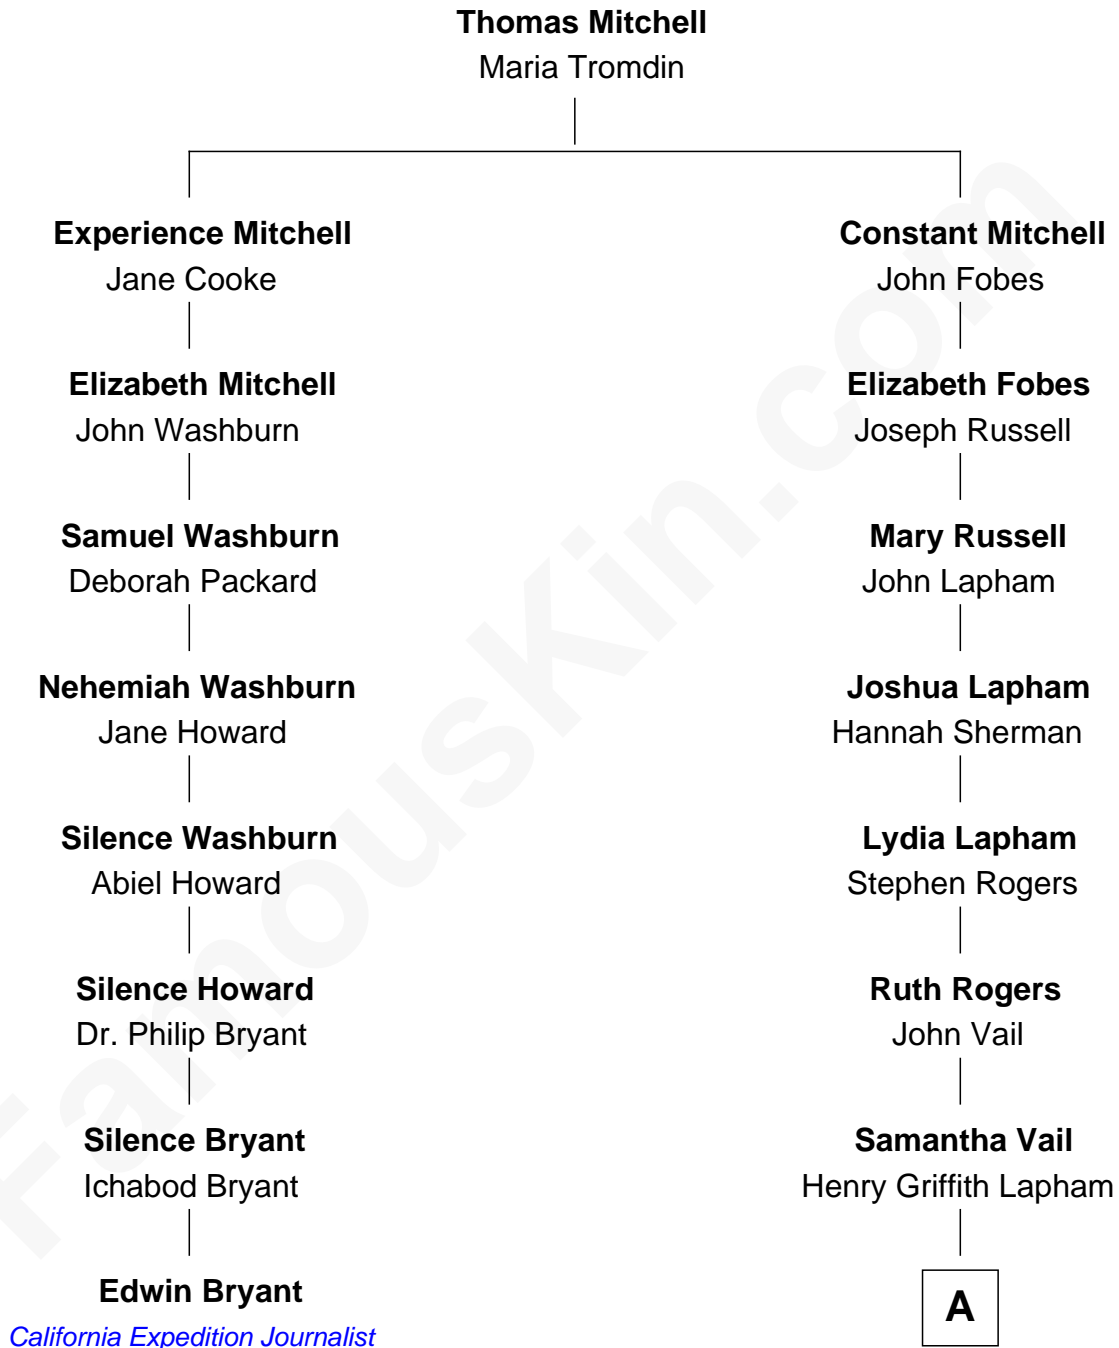 Thomas Mitchell
Maria Tromdin
Experience Mitchell
Jane Cooke
Constant Mitchell
John Fobes
Elizabeth Mitchell
John Washburn
Elizabeth Fobes
Joseph Russell
Samuel Washburn
Deborah Packard
Mary Russell
John Lapham
Nehemiah Washburn
Jane Howard
Joshua Lapham
Hannah Sherman
Silence Washburn
Abiel Howard
Lydia Lapham
Stephen Rogers
Silence Howard
Dr. Philip Bryant
Ruth Rogers
John Vail
Silence Bryant
Ichabod Bryant
Samantha Vail
Henry Griffith Lapham
Edwin Bryant
California Expedition Journalist
A
FamousKin.com